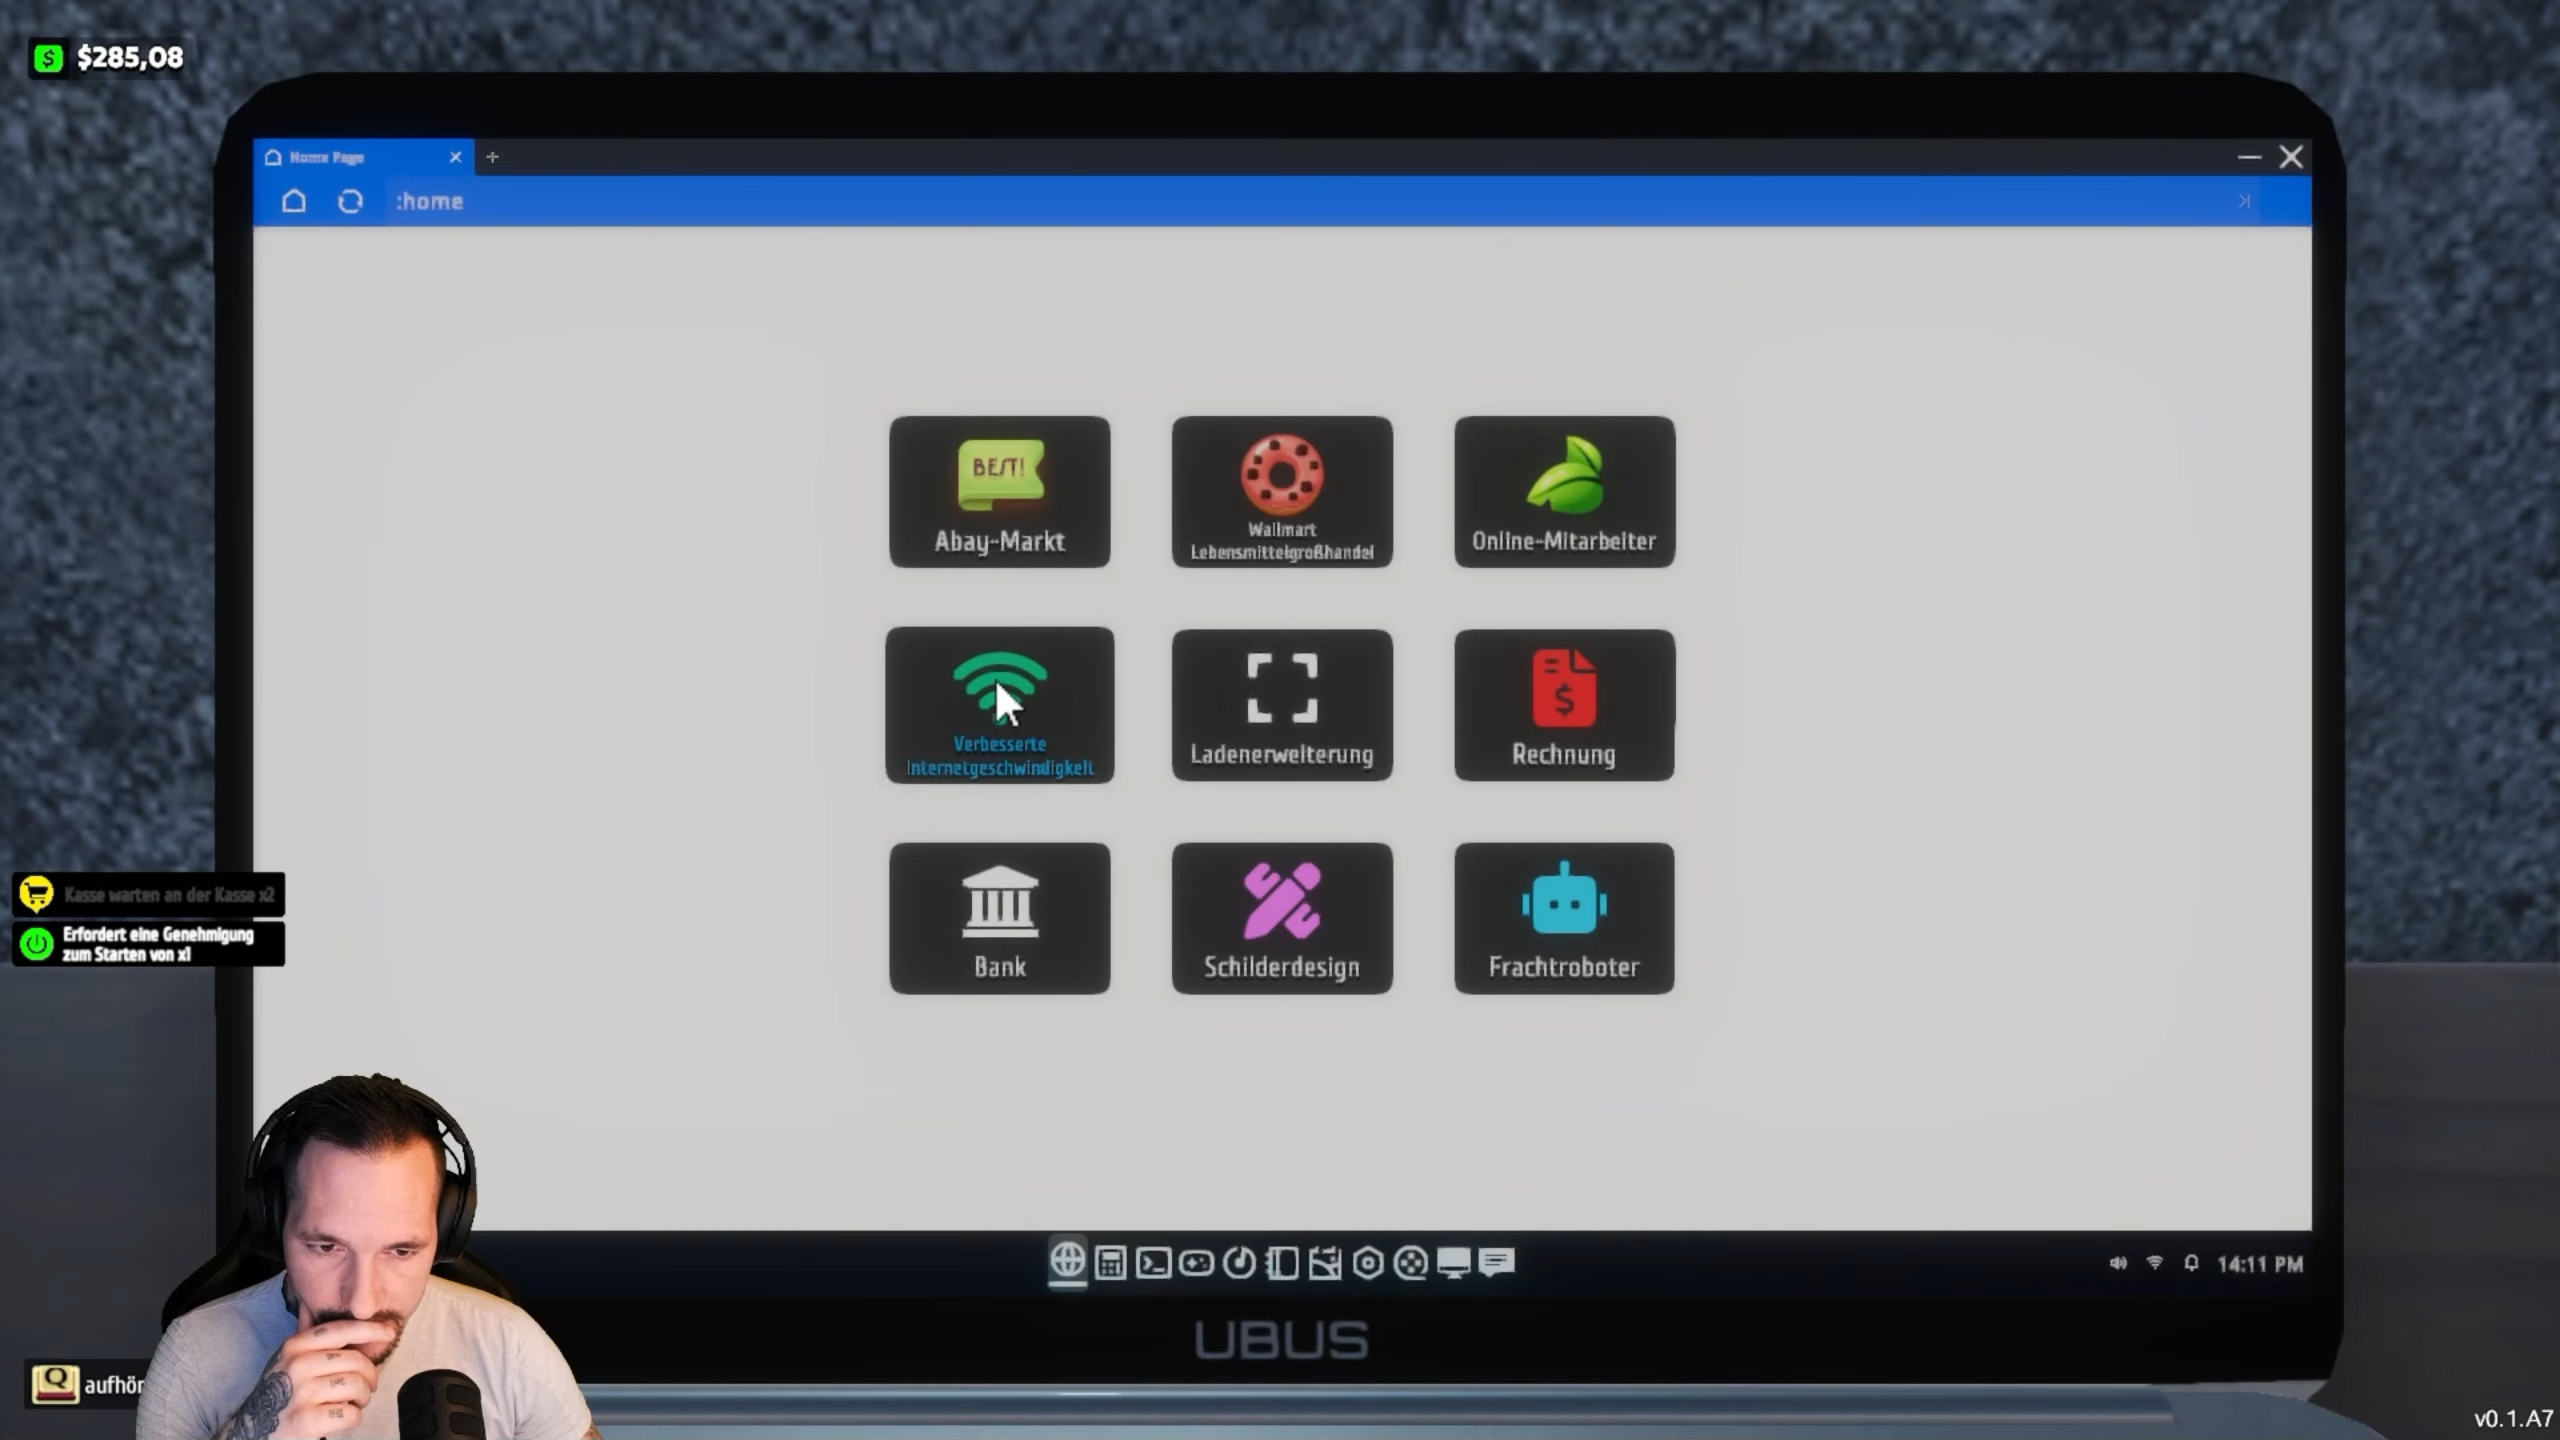 $285,08
Home Page
:home
BEST!
Abay-Markt
Wallmart
Lebensmittelgroßhandel
Online-Mitarbeiter
Verbesserte
Internetgeschwindigkeit
Ladenerweiterung
Rechnung
Bank
Schilderdesign
Frachtroboter
Kasse warten an der Kasse x2
Erfordert eine Genehmigung
zum Starten von x1
14:11 PM
UBUS
Q
aufhör
v0.1.A7